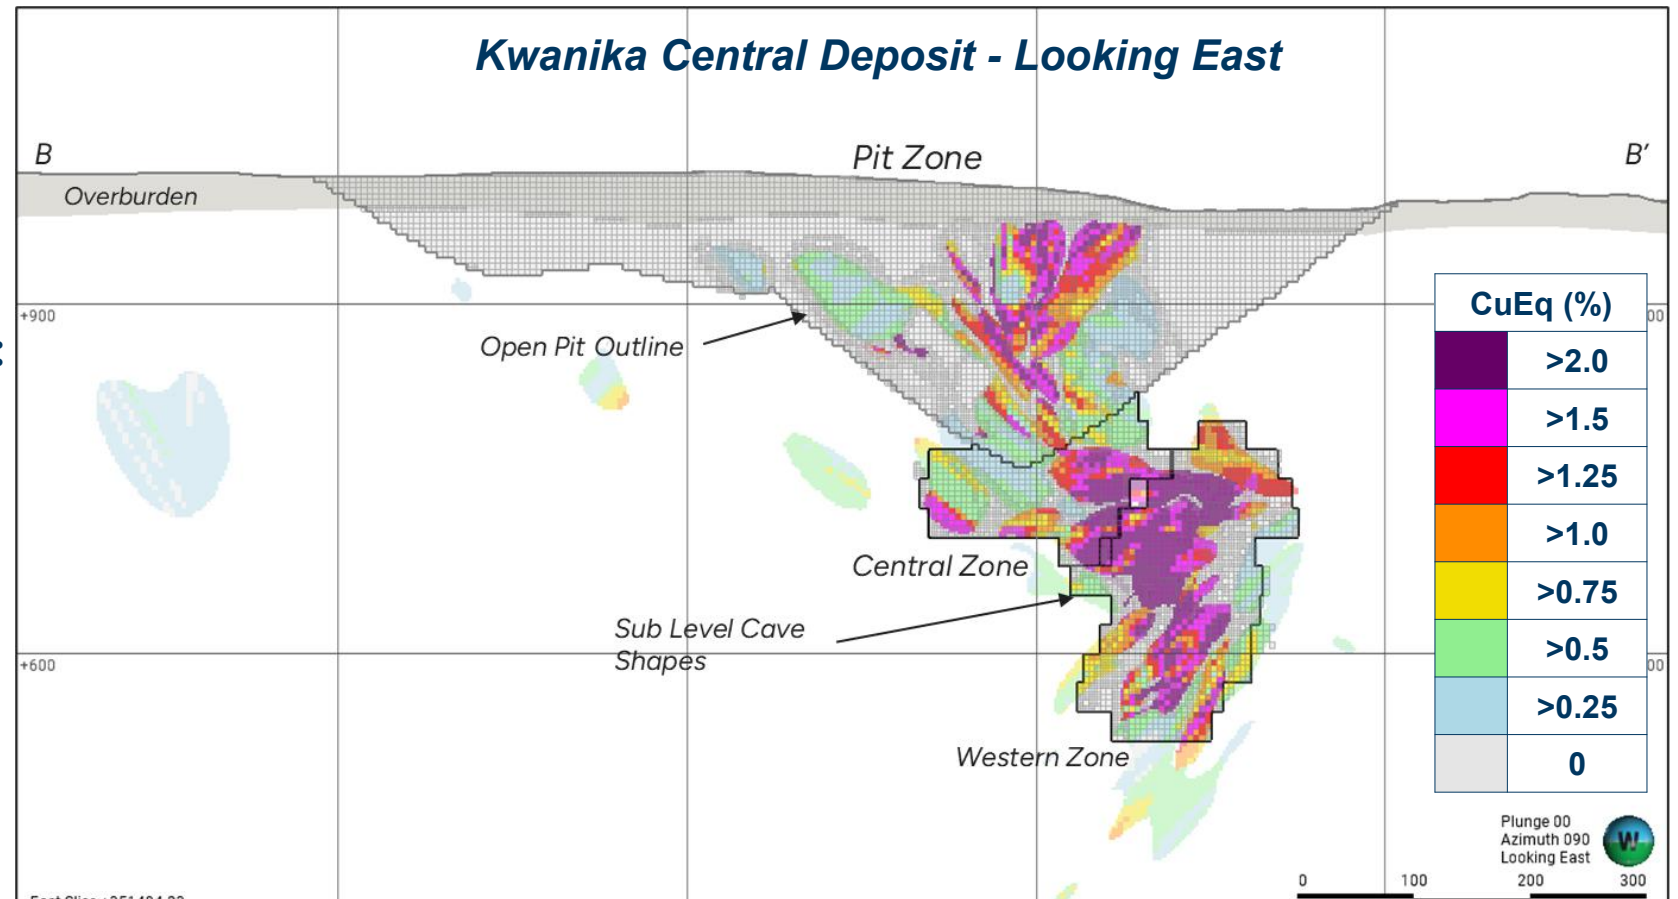 Kwanika Central Deposit - Looking East
B
Pit Zone
B'
Overburden
CuEq (%)
+900
00
Open Pit Outline
>2.0
>1.5
>1.25
>1.0
Central Zone
>0.75
Sub Level Cave
Shapes
>0.5
+600
00
>0.25
Western Zone
0
Plunge 00
Azimuth 090
Looking East
W
0 100 200 300